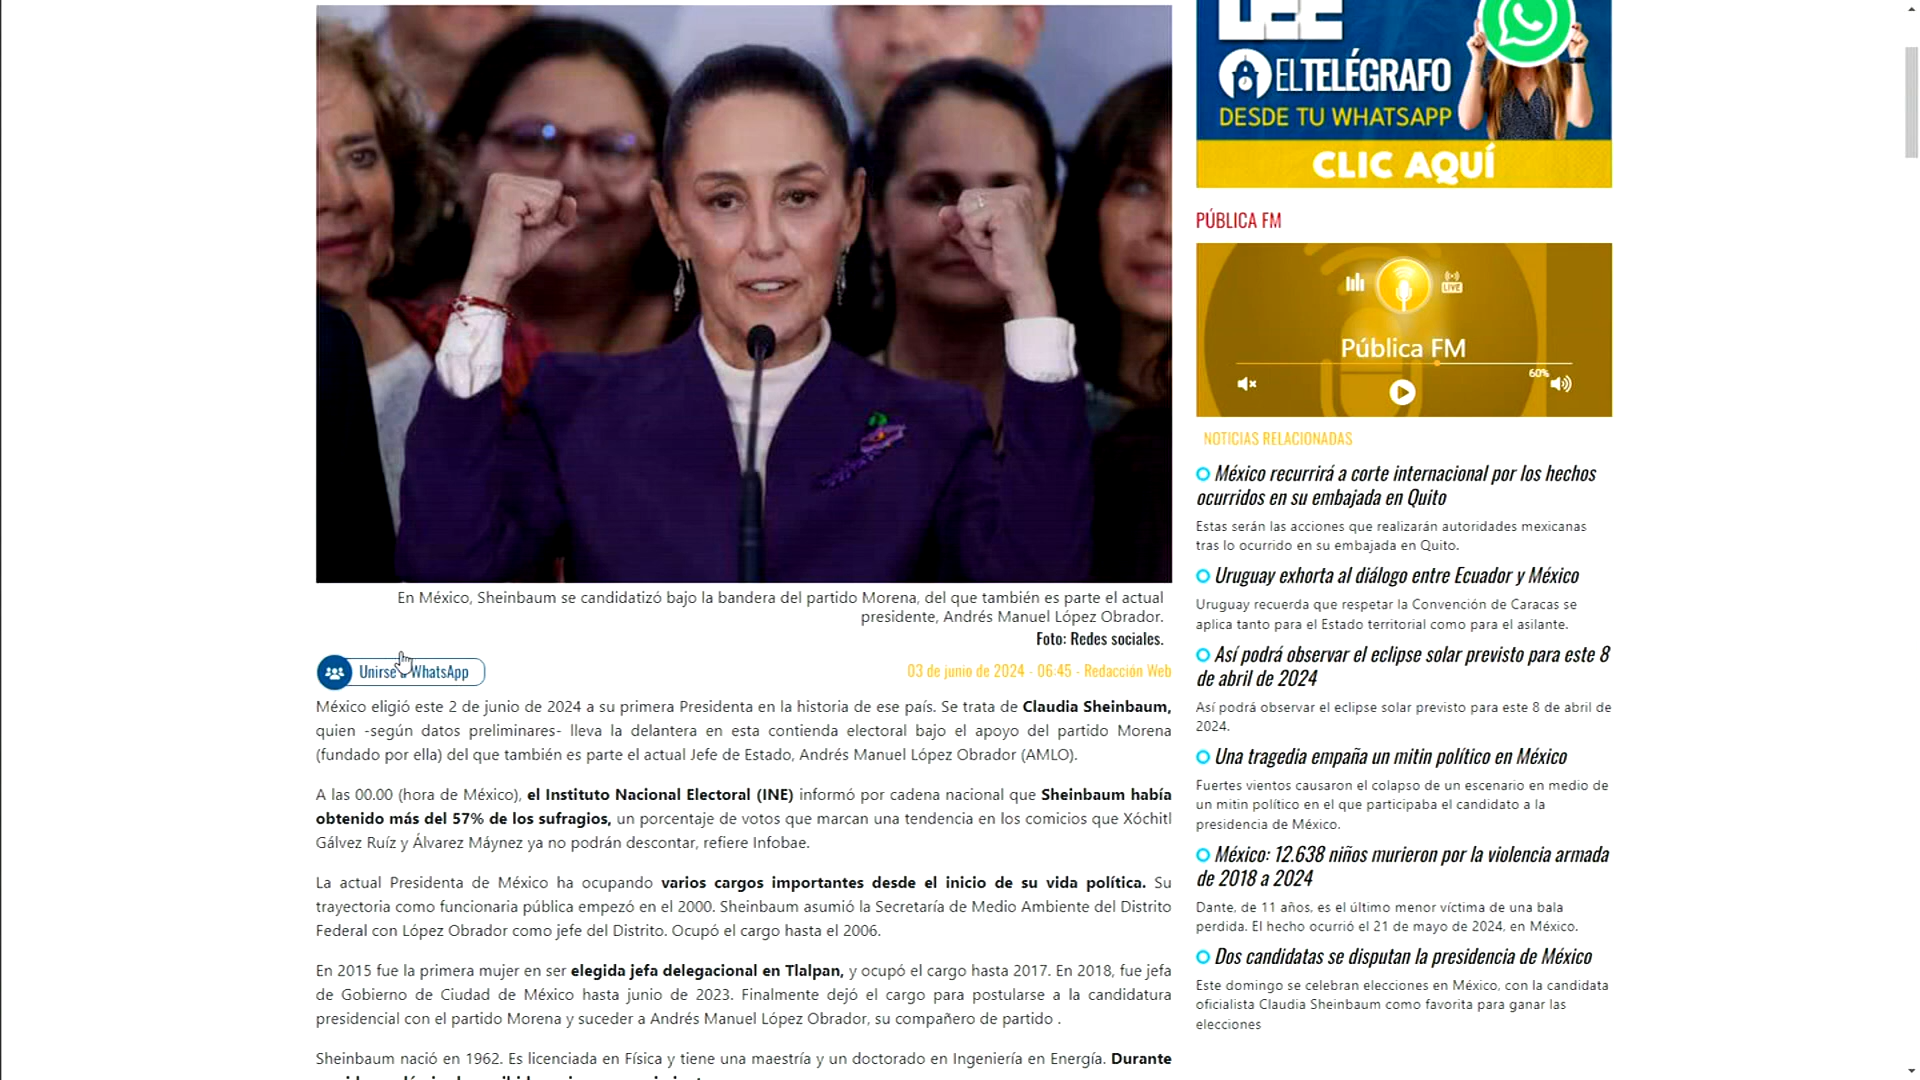 EL TELÉGRAFO
DESDE TU WHATSAPP
CLIC AQUÍ
PÚBLICA FM
LIVE
Pública FM
60%
En México, Sheinbaum se candidatizó bajo la bandera del partido Morena, del que también es parte el actual
presidente, Andrés Manuel López Obrador.
Foto: Redes sociales.
Unirse a WhatsApp
03 de junio de 2024 - 06:45 - Redacción Web
México eligió este 2 de junio de 2024 a su primera Presidenta en la historia de ese país. Se trata de Claudia Sheinbaum,
quien -según datos preliminares- lleva la delantera en esta contienda electoral bajo el apoyo del partido Morena
(fundado por ella) del que también es parte el actual Jefe de Estado, Andrés Manuel López Obrador (AMLO).
A las 00.00 (hora de México), el Instituto Nacional Electoral (INE) informó por cadena nacional que Sheinbaum había
obtenido más del 57% de los sufragios, un porcentaje de votos que marcan una tendencia en los comicios que Xóchitl
Gálvez Ruíz y Álvarez Máynez ya no podrán descontar, refiere Infobae.
La actual Presidenta de México ha ocupando varios cargos importantes desde el inicio de su vida política. Su
trayectoria como funcionaria pública empezó en el 2000. Sheinbaum asumió la Secretaría de Medio Ambiente del Distrito
Federal con López Obrador como jefe del Distrito. Ocupó el cargo hasta el 2006.
En 2015 fue la primera mujer en ser elegida jefa delegacional en Tlalpan, y ocupó el cargo hasta 2017. En 2018, fue jefa
de Gobierno de Ciudad de México hasta junio de 2023. Finalmente dejó el cargo para postularse a la candidatura
presidencial con el partido Morena y suceder a Andrés Manuel López Obrador, su compañero de partido .
Sheinbaum nació en 1962. Es licenciada en Física y tiene una maestría y un doctorado en Ingeniería en Energía. Durante
NOTICIAS RELACIONADAS
México recurrirá a corte internacional por los hechos
ocurridos en su embajada en Quito
Estas serán las acciones que realizarán autoridades mexicanas
tras lo ocurrido en su embajada en Quito.
Uruguay exhorta al diálogo entre Ecuador y México
Uruguay recuerda que respetar la Convención de Caracas se
aplica tanto para el Estado territorial como para el asilante.
Así podrá observar el eclipse solar previsto para este 8
de abril de 2024
Así podrá observar el eclipse solar previsto para este 8 de abril de
2024.
Una tragedia empaña un mitin político en México
Fuertes vientos causaron el colapso de un escenario en medio de
un mitin político en el que participaba el candidato a la
presidencia de México.
México: 12.638 niños murieron por la violencia armada
de 2018 a 2024
Dante, de 11 años, es el último menor víctima de una bala
perdida. El hecho ocurrió el 21 de mayo de 2024, en México.
Dos candidatas se disputan la presidencia de México
Este domingo se celebran elecciones en México, con la candidata
oficialista Claudia Sheinbaum como favorita para ganar las
elecciones